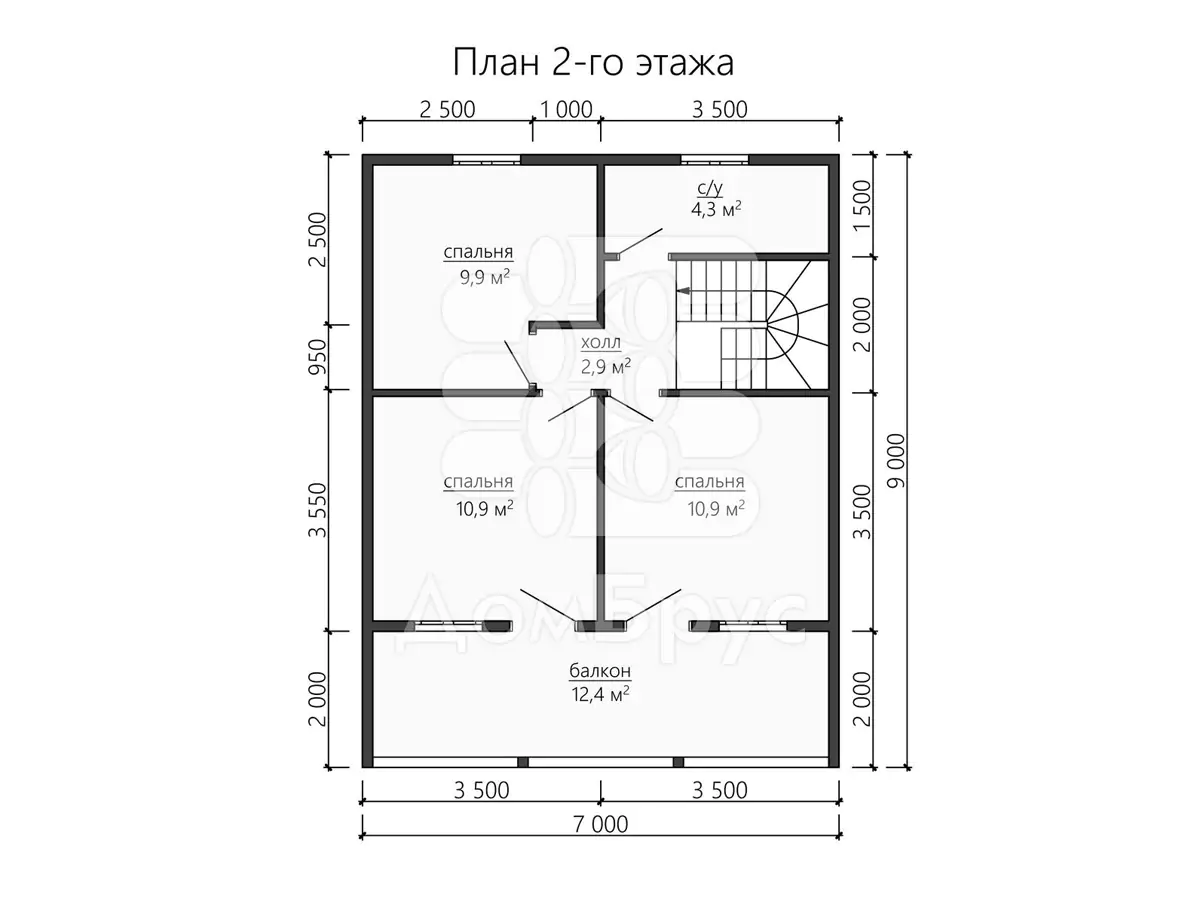 План 2-го этажа
2 500
1 000
3 500
2 500
950
3 550
2 000
1 500
2 000
3 500
2 000
9 000
с/у
4,3 м²
спальня
9,9 м²
холл
2,9 м²
спальня
10,9 м²
спальня
10,9 м²
ДомБрус
балкон
12,4 м²
3 500
3 500
7 000